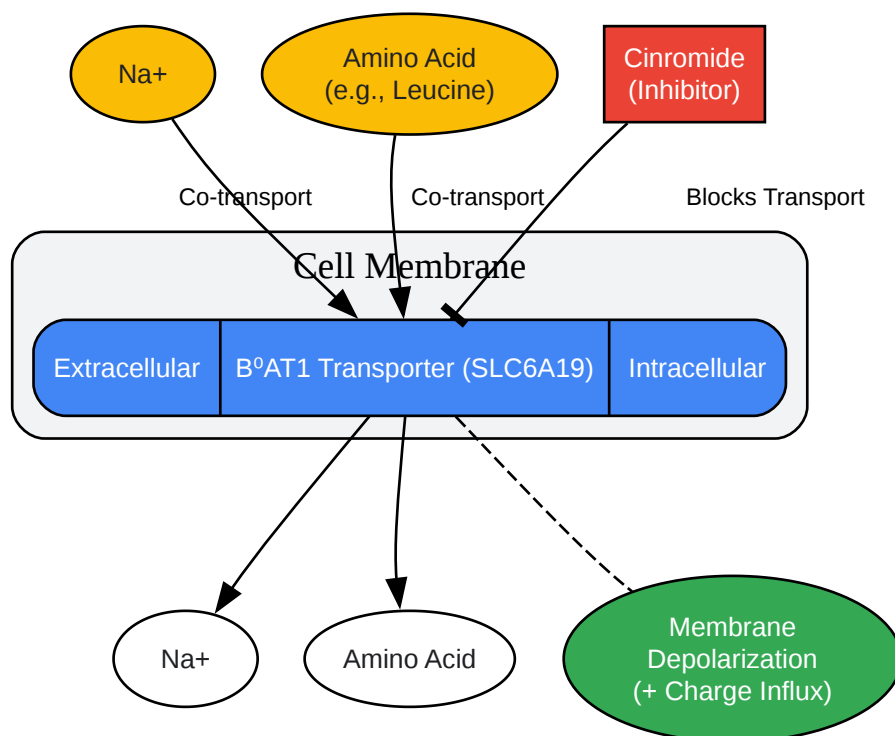 Na+
Amino Acid
(e.g., Leucine)
Cinromide
(Inhibitor)
Co-transport
Co-transport
Blocks Transport
Cell Membrane
Extracellular
B⁰AT1 Transporter (SLC6A19)
Intracellular
Na+
Amino Acid
Membrane
Depolarization
(+ Charge Influx)